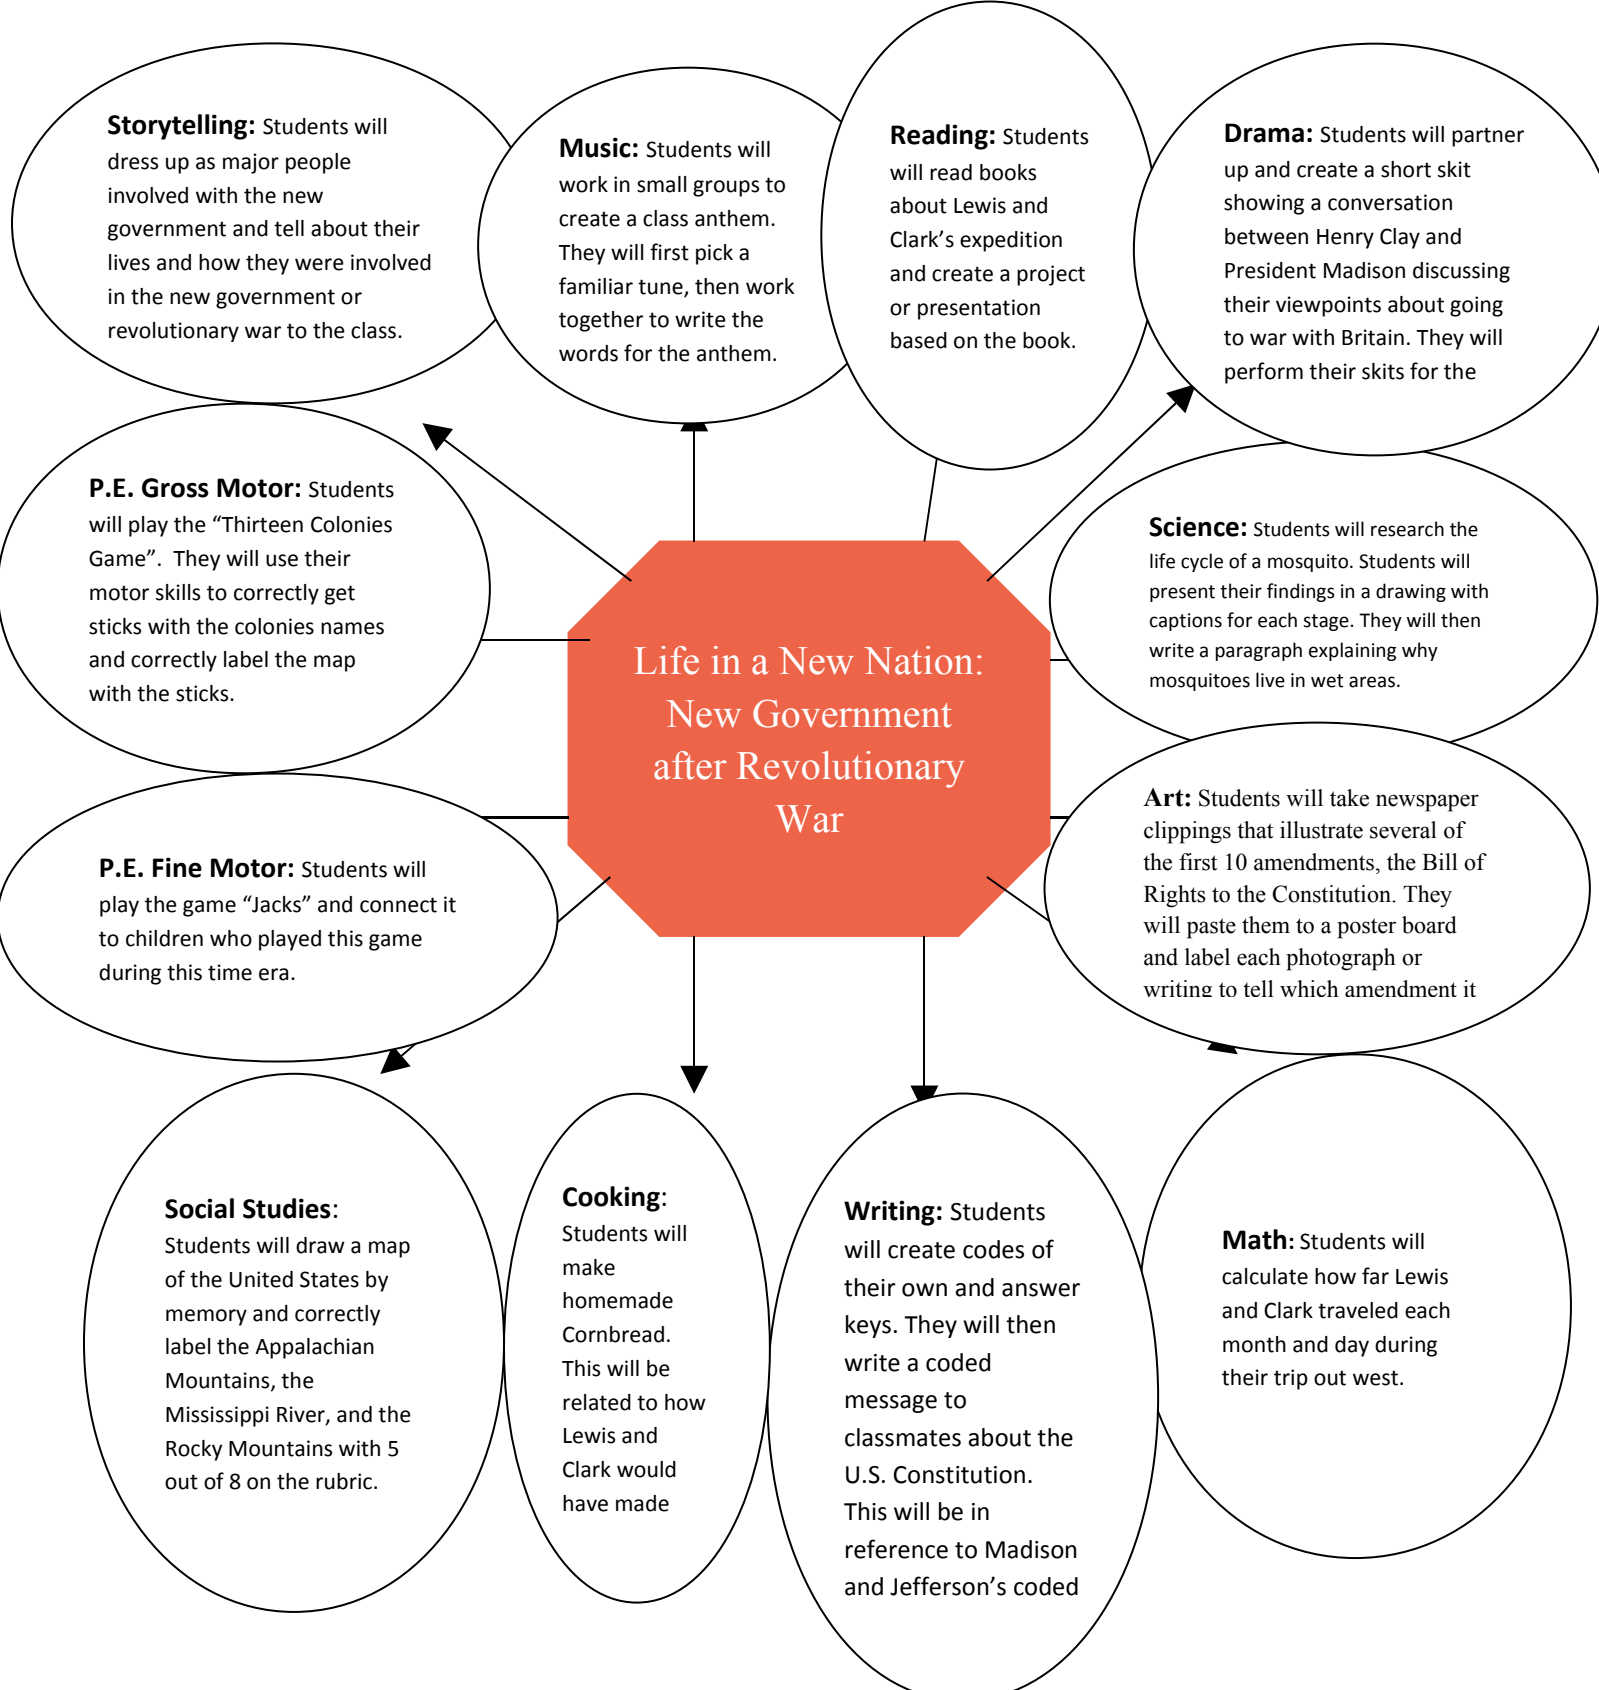 Storytelling: Students will
dress up as major people
involved with the new
government and tell about their
lives and how they were involved
in the new government or
revolutionary war to the class.
Music: Students will
work in small groups to
create a class anthem.
They will first pick a
familiar tune, then work
together to write the
words for the anthem.
Reading: Students
will read books
about Lewis and
Clark’s expedition
and create a project
or presentation
based on the book.
Drama: Students will partner
up and create a short skit
showing a conversation
between Henry Clay and
President Madison discussing
their viewpoints about going
to war with Britain. They will
perform their skits for the
P.E. Gross Motor: Students
will play the “Thirteen Colonies
Game”.  They will use their
motor skills to correctly get
sticks with the colonies names
and correctly label the map
with the sticks.
Science: Students will research the
life cycle of a mosquito. Students will
present their findings in a drawing with
captions for each stage. They will then
write a paragraph explaining why
mosquitoes live in wet areas.
Life in a New Nation:
New Government
after Revolutionary
War
P.E. Fine Motor: Students will
play the game “Jacks” and connect it
to children who played this game
during this time era.
Art: Students will take newspaper
clippings that illustrate several of
the first 10 amendments, the Bill of
Rights to the Constitution. They
will paste them to a poster board
and label each photograph or
writing to tell which amendment it
Social Studies:
Students will draw a map
of the United States by
memory and correctly
label the Appalachian
Mountains, the
Mississippi River, and the
Rocky Mountains with 5
out of 8 on the rubric.
Cooking:
Students will
make
homemade
Cornbread.
This will be
related to how
Lewis and
Clark would
have made
Writing: Students
will create codes of
their own and answer
keys. They will then
write a coded
message to
classmates about the
U.S. Constitution.
This will be in
reference to Madison
and Jefferson’s coded
Math: Students will
calculate how far Lewis
and Clark traveled each
month and day during
their trip out west.